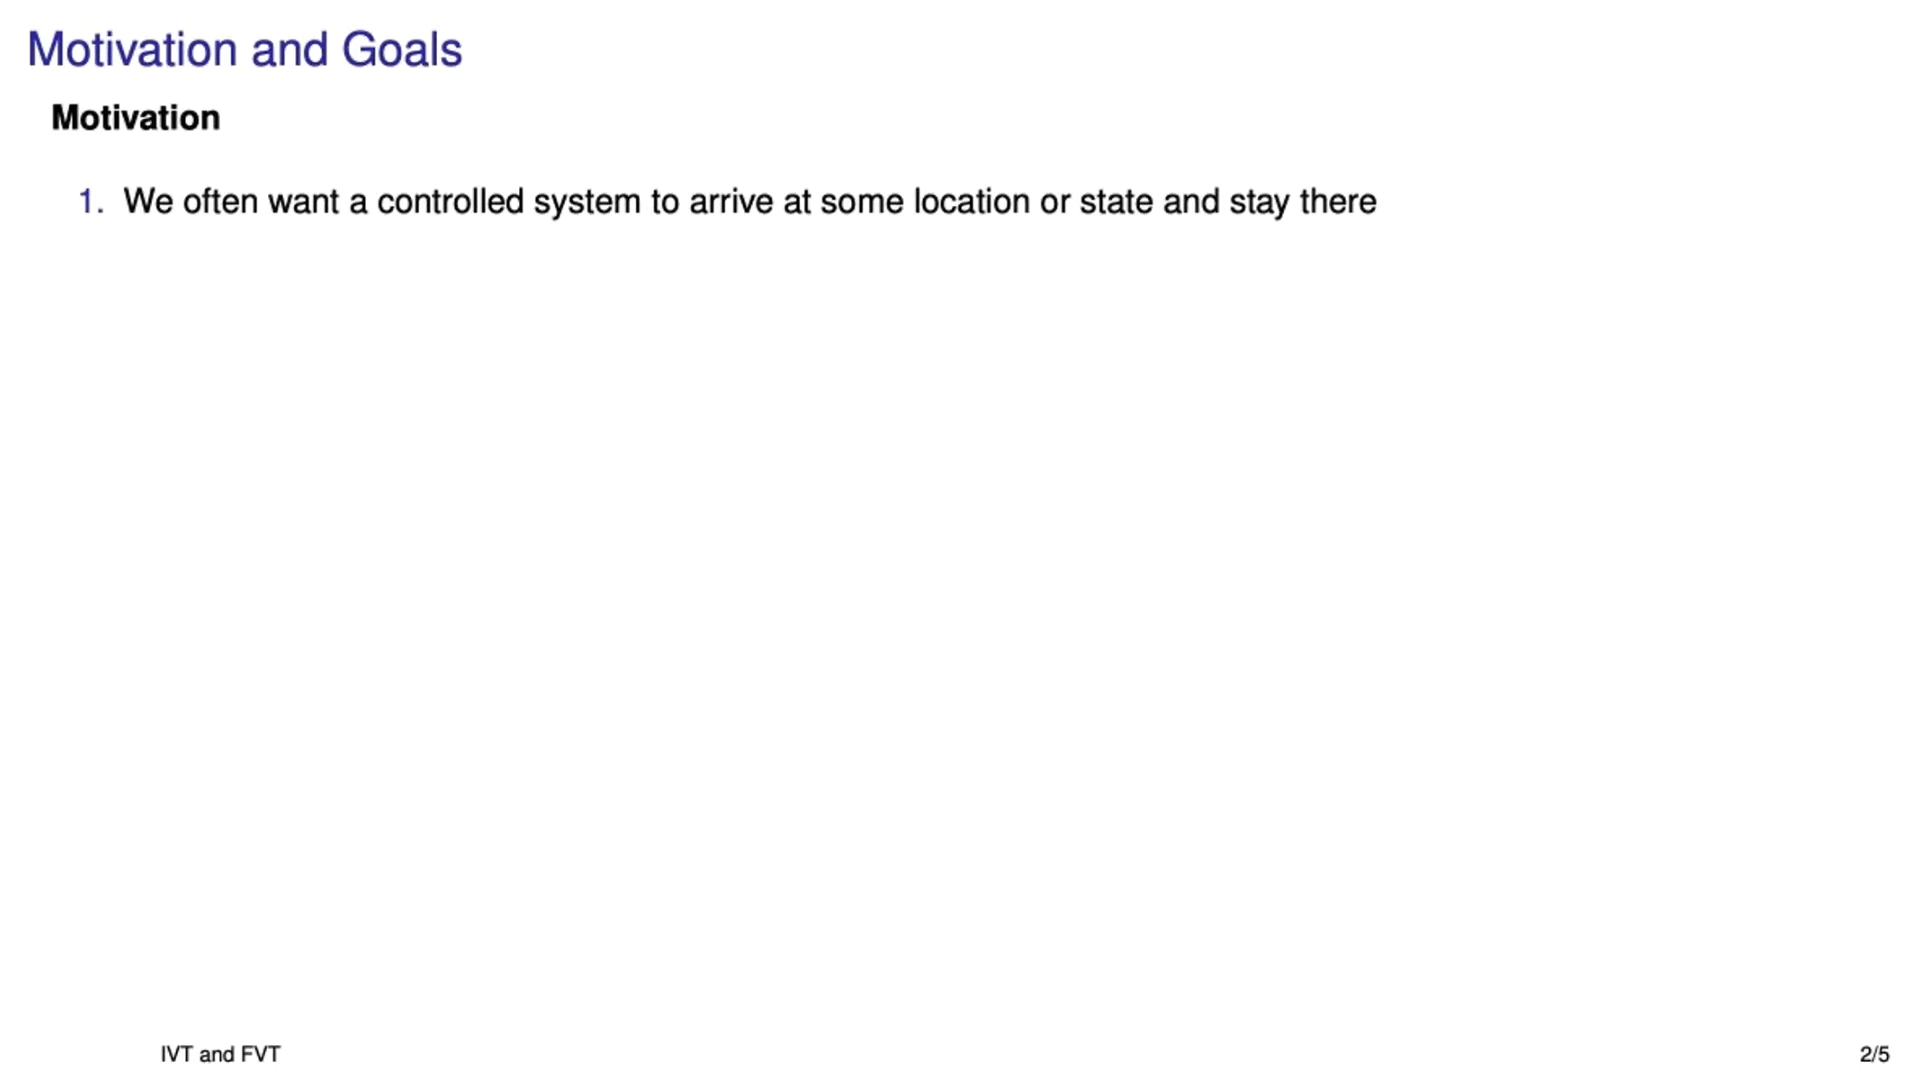 Motivation and Goals
Motivation
1. We often want a controlled system to arrive at some location or state and stay there
IVT and FVT
2/5